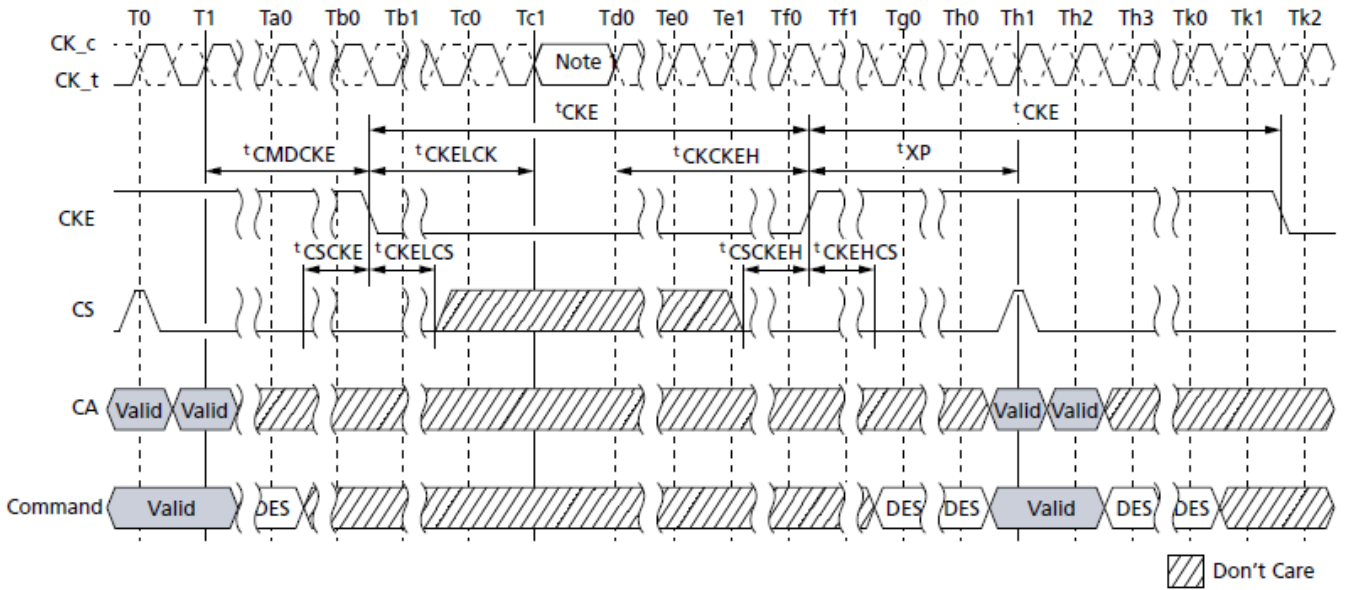 T0 T1 Ta0 Tb0 Tb1 Tc0 Tc1 Td0 Te0 Te1 Tf0 Tf1 Tg0 Th0 Th1 Th2 Th3 Tk0 Tk1 Tk2
CK_c
Note
CK_t
tCKE tCKE
tCMDCKE tCKELCK tCKCKEH tXP
CKE
tCSCKE tCKELCS tCSCKEH tCKEHCS
CS
CA Valid Valid Valid Valid
Command Valid DES DES DES Valid DES DES
Don't Care